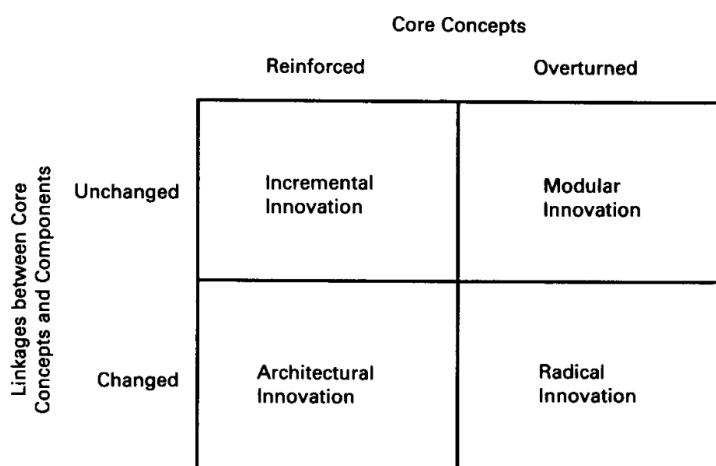 Core Concepts
Reinforced
Overturned
Linkages between Core
Concepts and Components
Unchanged
Incremental
Innovation
Modular
Innovation
Changed
Architectural
Innovation
Radical
Innovation